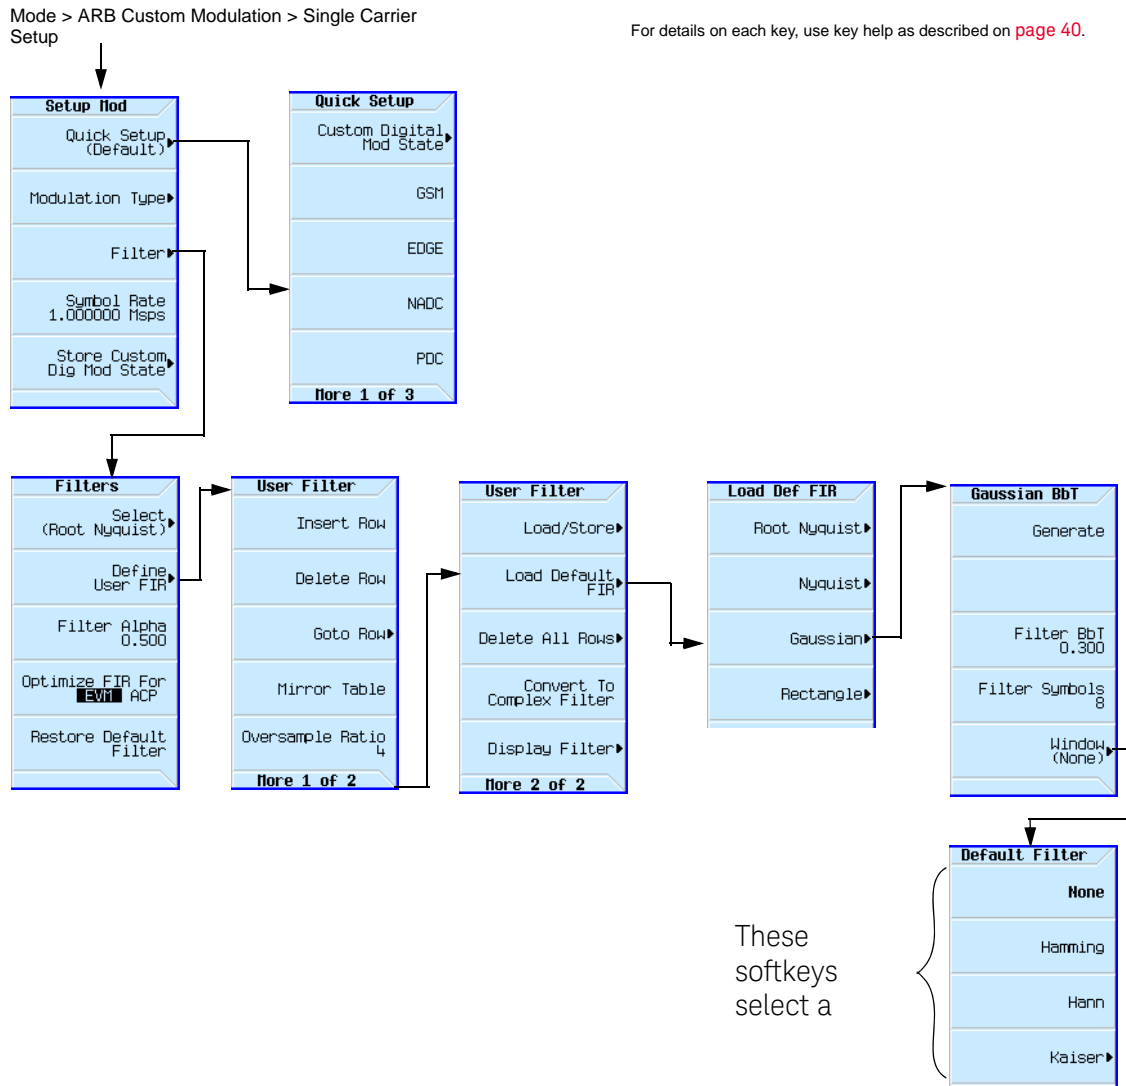 Mode > ARB Custom Modulation > Single Carrier
Setup
For details on each key, use key help as described on page 40.
Setup Mod
Quick Setup
(Default)
Modulation Type
Filter
Symbol Rate
1.000000 Msps
Store Custom
Dig Mod State
Quick Setup
Custom Digital
Mod State
GSM
EDGE
NADC
PDC
More 1 of 3
Filters
Select
(Root Nyquist)
Define
User FIR
Filter Alpha
0.500
Optimize FIR For
EVM ACP
Restore Default
Filter
User Filter
Insert Row
Delete Row
Goto Row
Mirror Table
Oversample Ratio
4
More 1 of 2
User Filter
Load/Store
Load Default
FIR
Delete All Rows
Convert To
Complex Filter
Display Filter
More 2 of 2
Load Def FIR
Root Nyquist
Nyquist
Gaussian
Rectangle
Gaussian BbT
Generate
Filter BbT
0.300
Filter Symbols
8
Window
(None)
Default Filter
None
Hamming
Hann
Kaiser
These
softkeys
select a